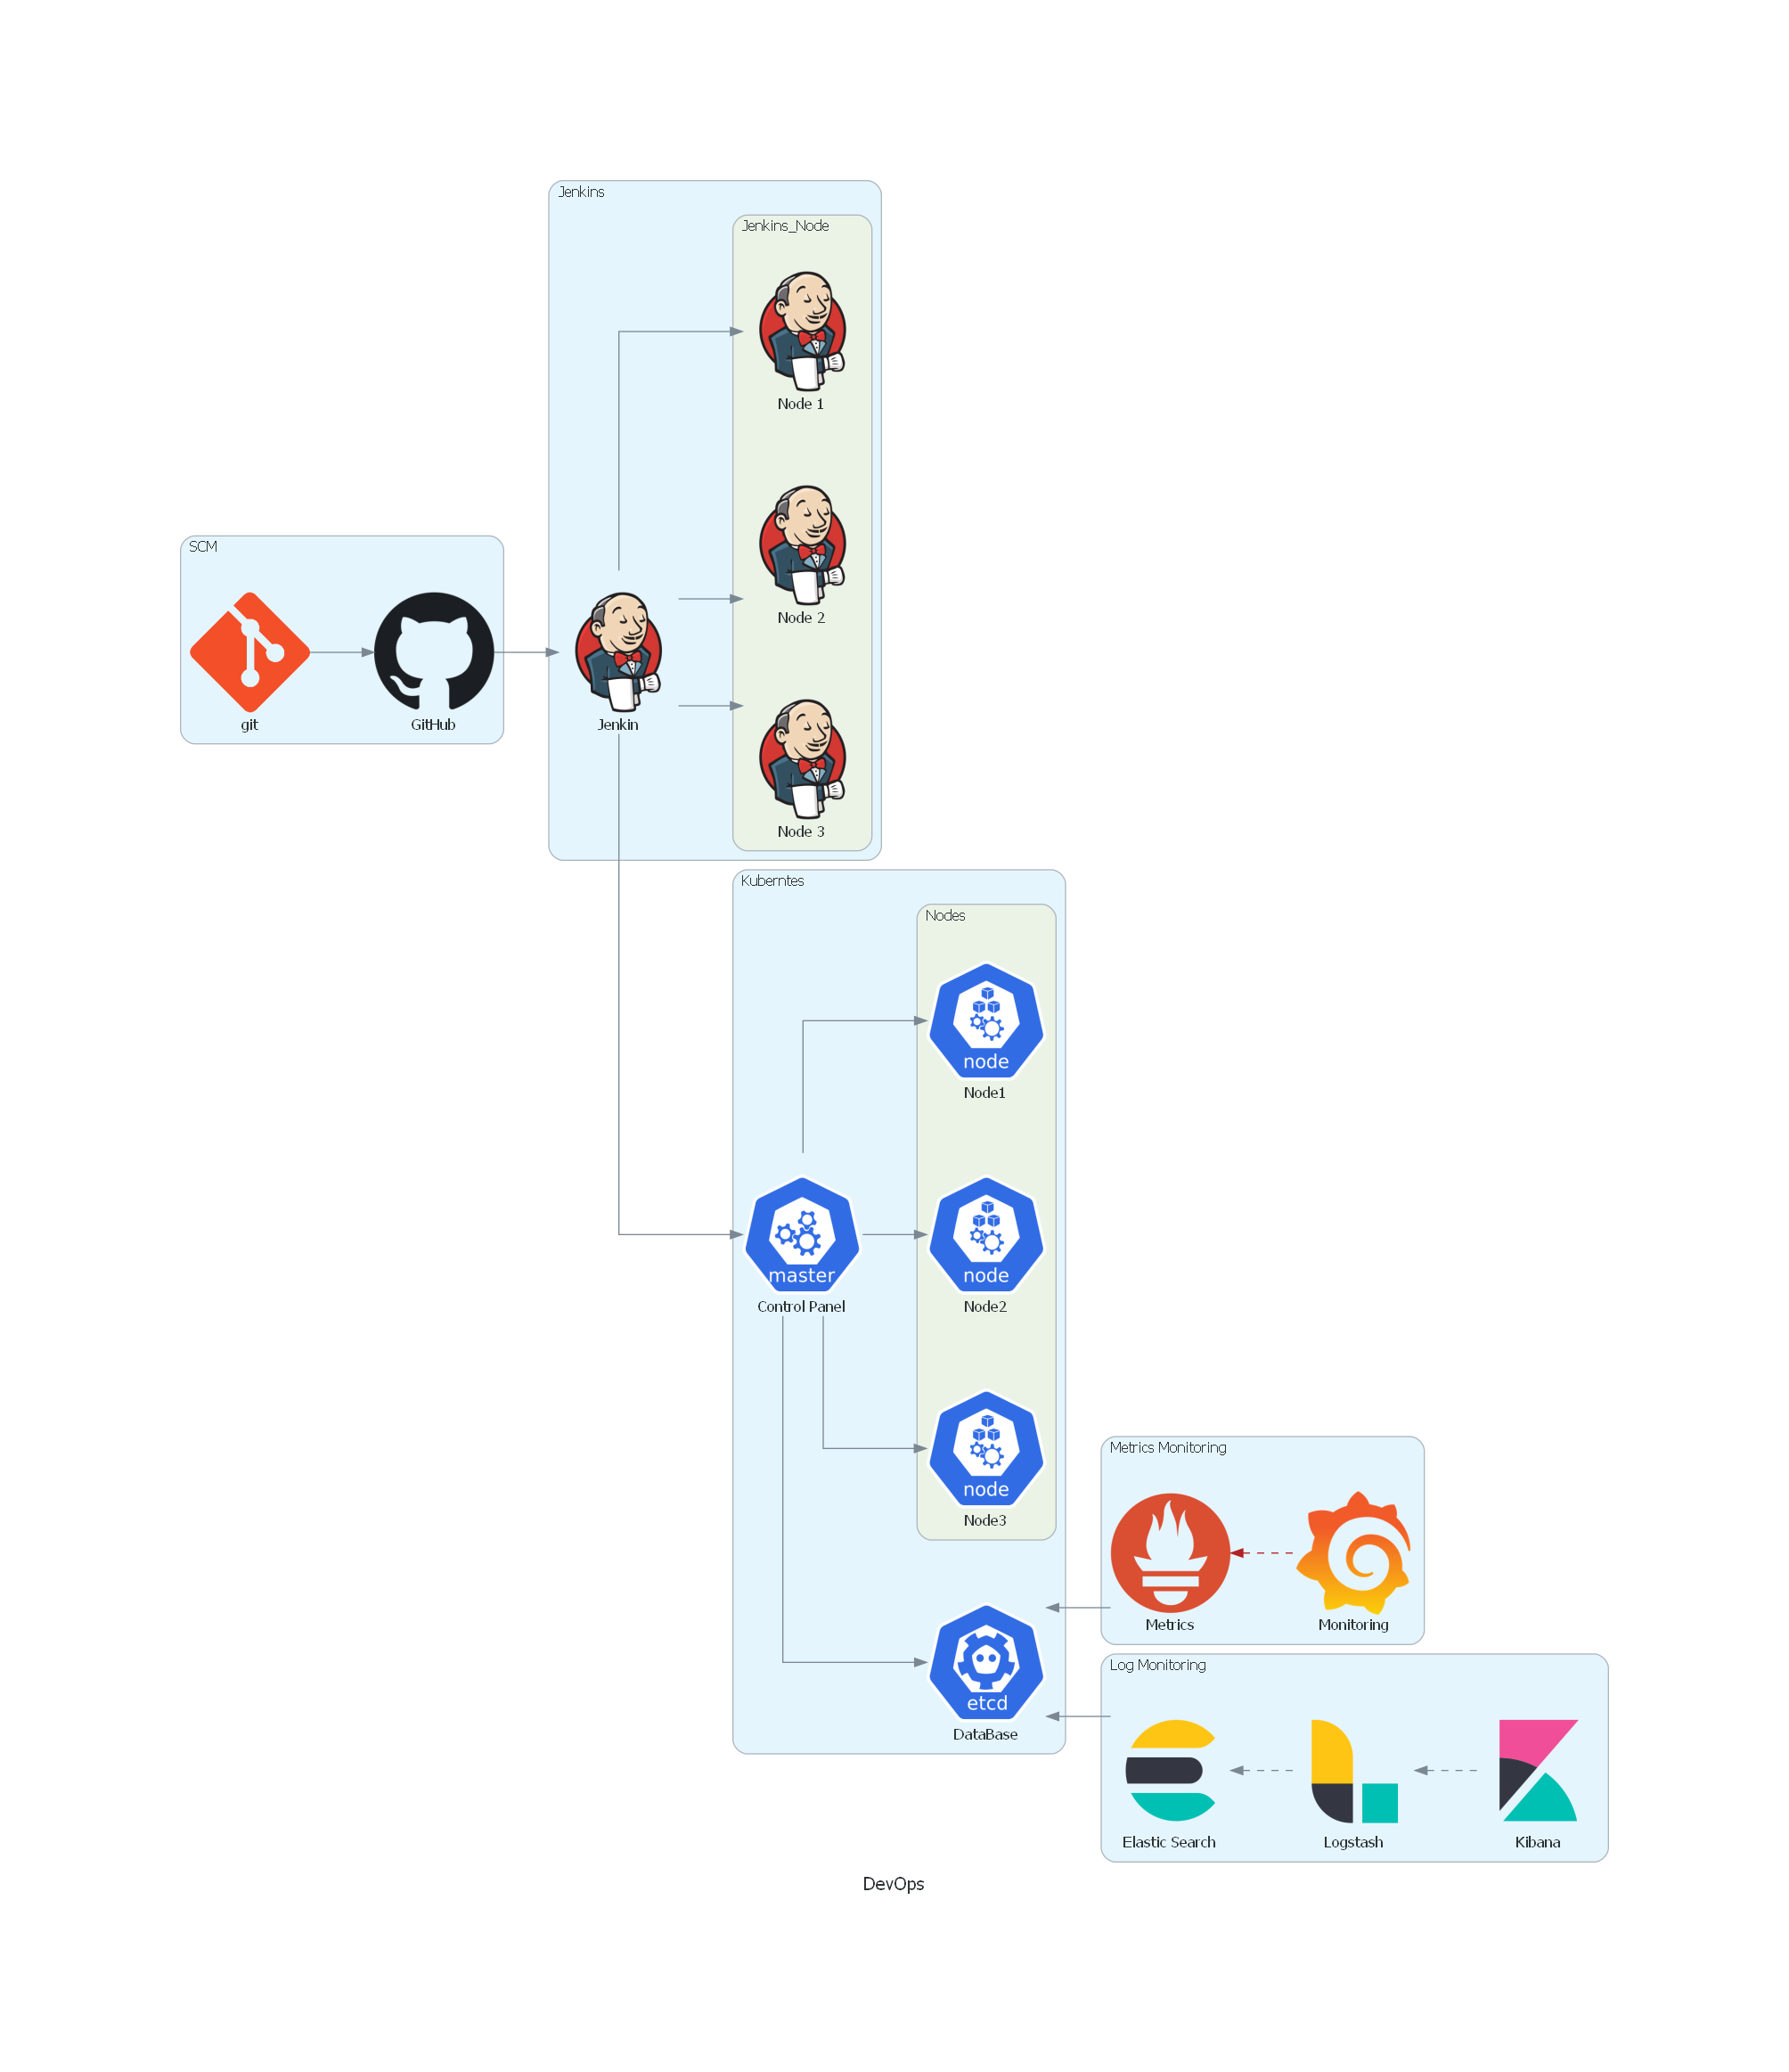 Jenkins
Jenkins_Node
Node 1
Node 2
SCM
git
GitHub
Jenkin
Node 3
Kuberntes
Nodes
node
Node1
master
Control Panel
node
Node2
node
Node3
Metrics Monitoring
Metrics
Monitoring
etcd
DataBase
Log Monitoring
Elastic Search
Logstash
Kibana
DevOps